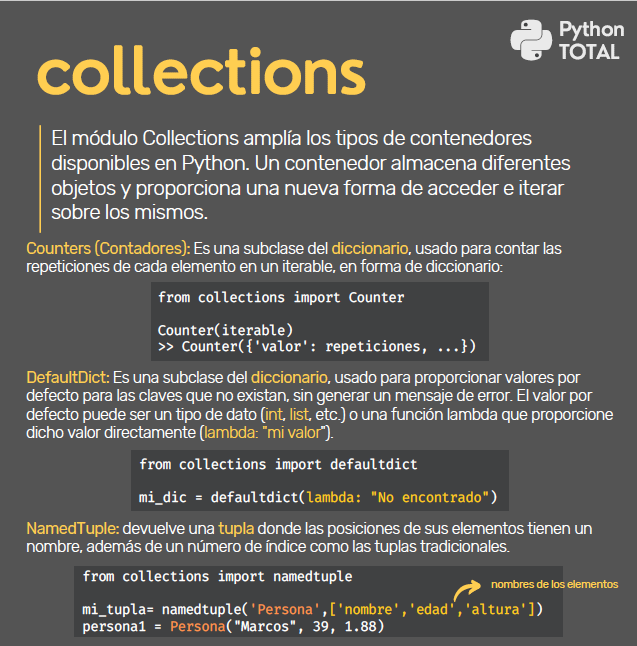 Python
TOTAL
collections
El módulo Collections amplía los tipos de contenedores
disponibles en Python. Un contenedor almacena diferentes
objetos y proporciona una nueva forma de acceder e iterar
sobre los mismos.
Counters (Contadores): Es una subclase del diccionario, usado para contar las
repeticiones de cada elemento en un iterable, en forma de diccionario:
from collections import Counter
Counter(iterable)
>> Counter({'valor': repeticiones, ...})
DefaultDict: Es una subclase del diccionario, usado para proporcionar valores por
defecto para las claves que no existan, sin generar un mensaje de error. El valor por
defecto puede ser un tipo de dato (int, list, etc.) o una función lambda que proporcione
dicho valor directamente (lambda: "mi valor").
from collections import defaultdict
mi_dic = defaultdict(lambda: "No encontrado")
NamedTuple: devuelve una tupla donde las posiciones de sus elementos tienen un
nombre, además de un número de índice como las tuplas tradicionales.
from collections import namedtuple
nombres de los elementos
mi_tupla= namedtuple('Persona',['nombre','edad','altura'])
persona1 = Persona("Marcos", 39, 1.88)